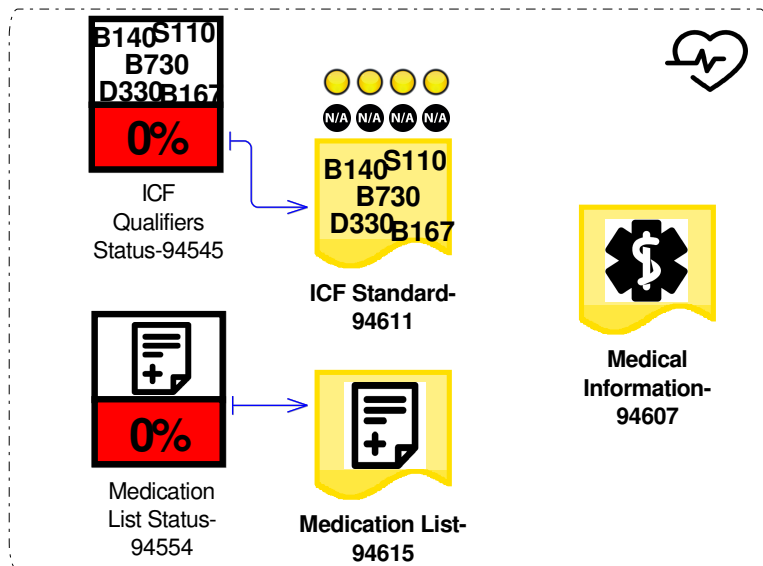 B140 S110
B730
D330 B167
0%
ICF
Qualifiers
Status-94545
N/A N/A N/A N/A
B140 S110
B730
D330 B167
ICF Standard-
94611
Medical
Information-
94607
0%
Medication
List Status-
94554
Medication List-
94615